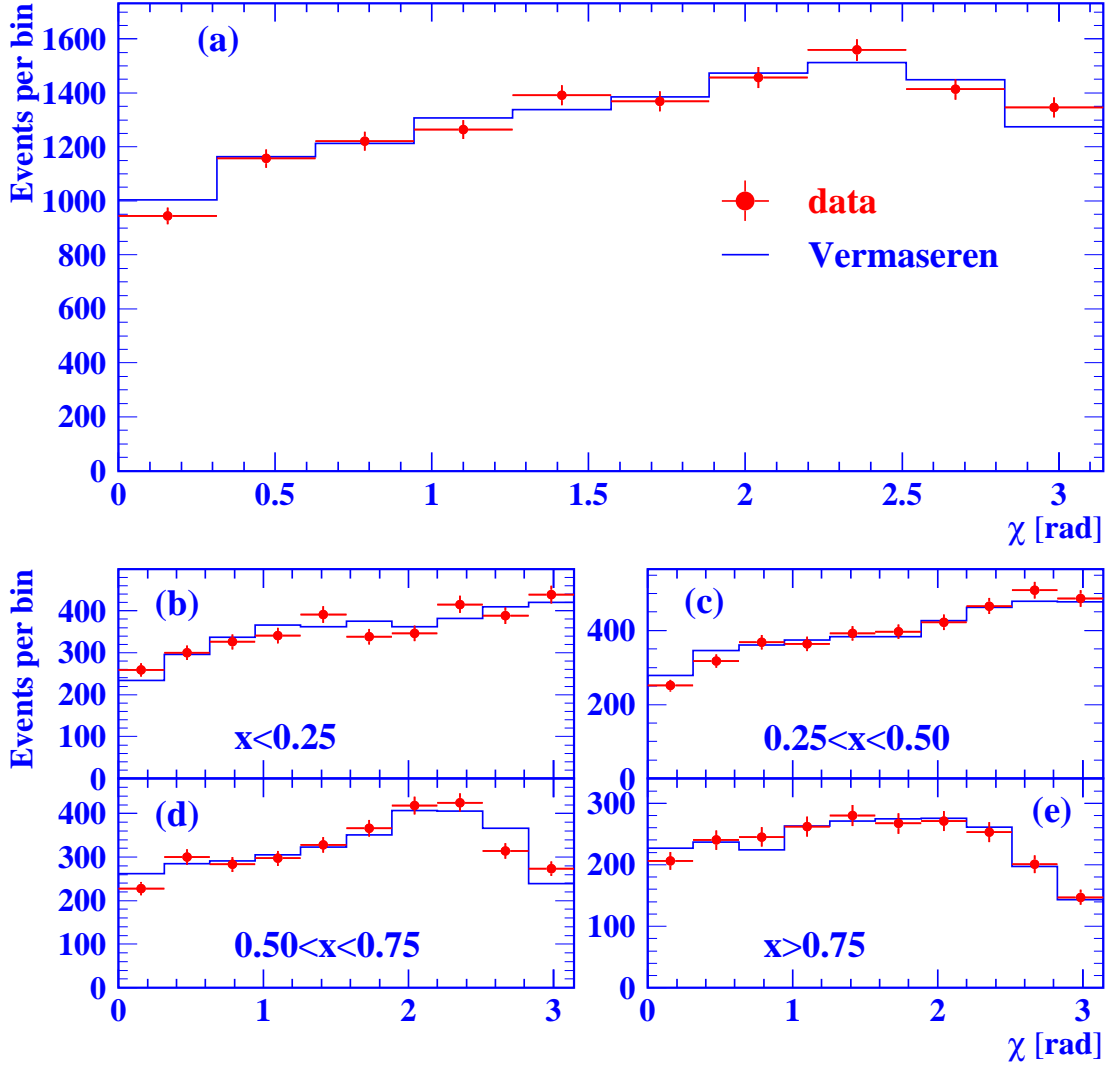 Events per bin
(a)
1600
1400
1200
1000
800
600
400
200
0
data
Vermaseren
0 0.5 1 1.5 2 2.5 3
χ [rad]
Events per bin
(b)
400
300
200
100
0
x<0.25
(c)
400
200
0
0.25<x<0.50
(d)
400
300
200
100
0
0.50<x<0.75
0 1 2 3
(e)
300
200
100
0
x>0.75
0 1 2 3
χ [rad]